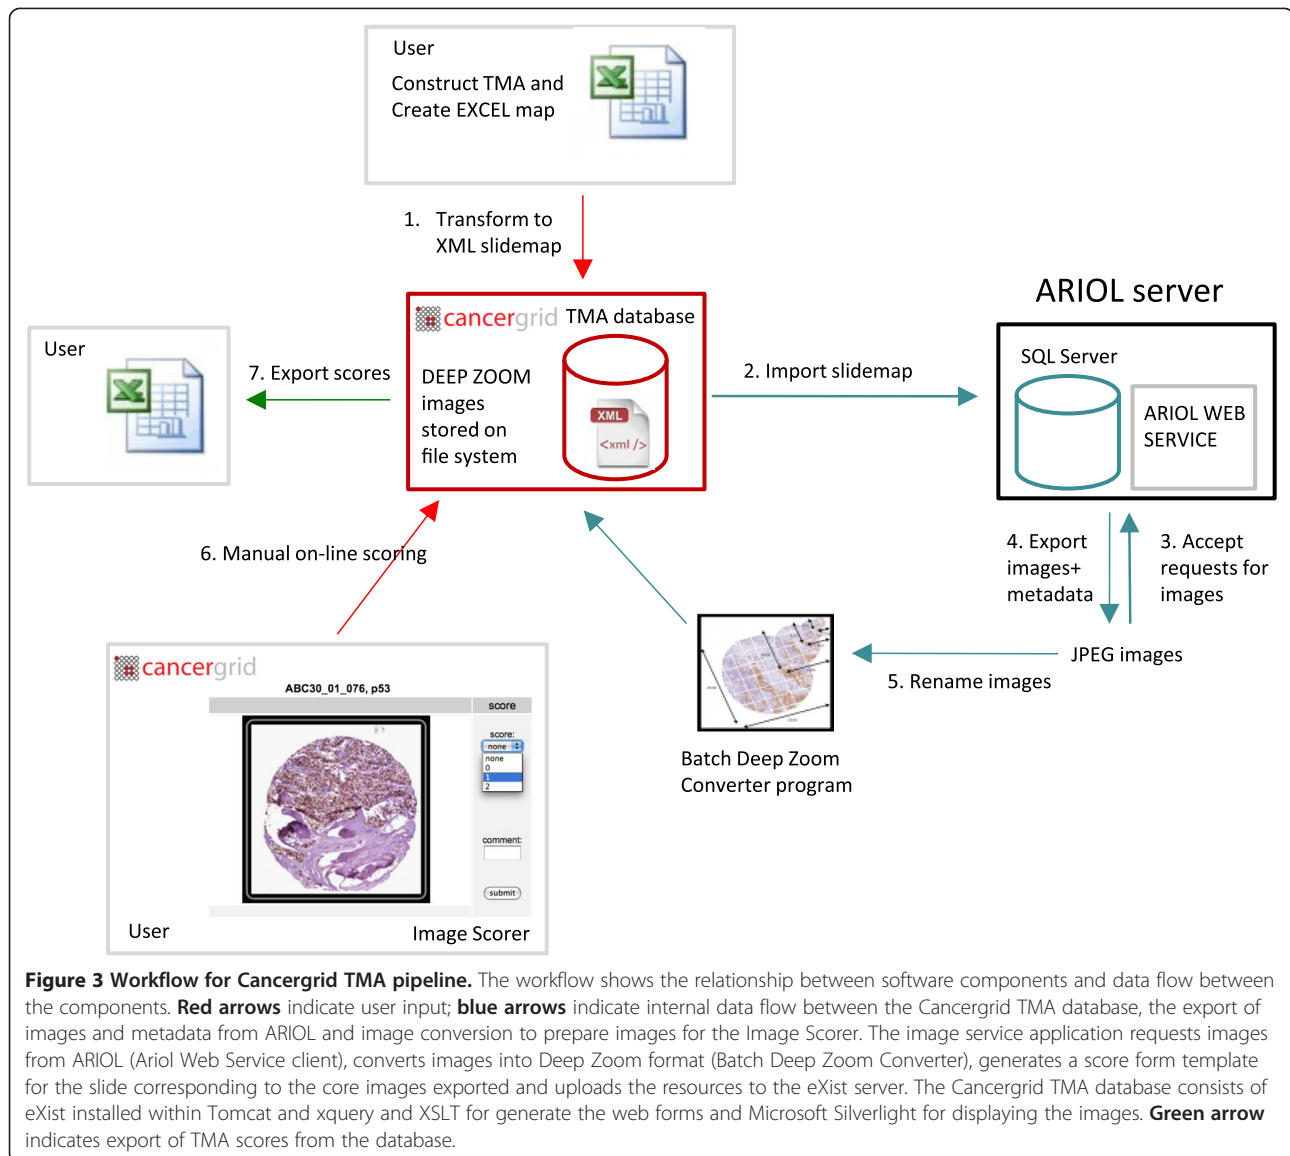 User
Construct TMA and
Create EXCEL map
1. Transform to
XML slidemap
cancergrid TMA database
DEEP ZOOM
images
stored on
file system
XML
<xml />
User
7. Export scores
2. Import slidemap
ARIOL server
SQL Server
ARIOL WEB
SERVICE
4. Export
images+
metadata
3. Accept
requests for
images
JPEG images
5. Rename images
Batch Deep Zoom
Converter program
6. Manual on-line scoring
cancergrid
ABC30_01_076, p53
score
score:
none
none
0
1
2
comment:
submit
User
Image Scorer
Figure 3 Workflow for Cancergrid TMA pipeline. The workflow shows the relationship between software components and data flow between
the components. Red arrows indicate user input; blue arrows indicate internal data flow between the Cancergrid TMA database, the export of
images and metadata from ARIOL and image conversion to prepare images for the Image Scorer. The image service application requests images
from ARIOL (Ariol Web Service client), converts images into Deep Zoom format (Batch Deep Zoom Converter), generates a score form template
for the slide corresponding to the core images exported and uploads the resources to the eXist server. The Cancergrid TMA database consists of
eXist installed within Tomcat and xquery and XSLT for generate the web forms and Microsoft Silverlight for displaying the images. Green arrow
indicates export of TMA scores from the database.